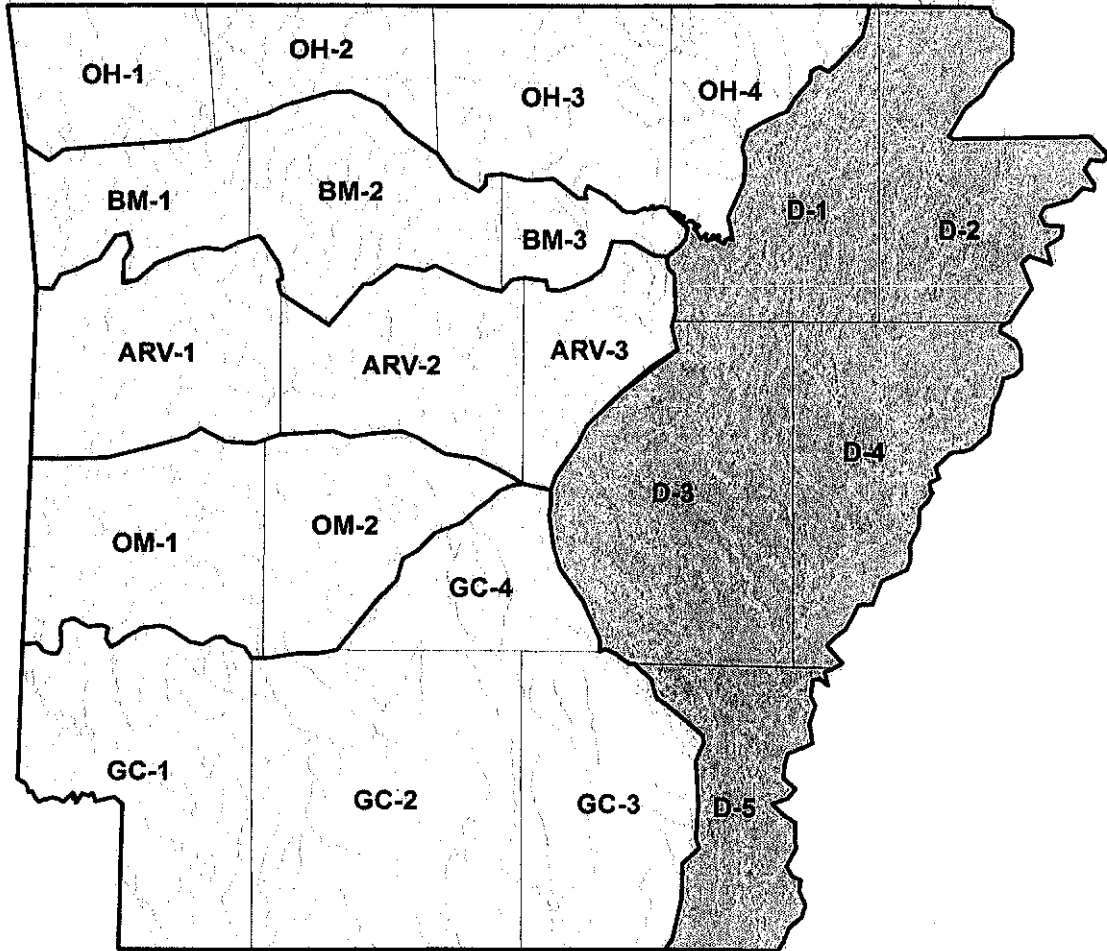 OH-1
OH-2
OH-3
OH-4
BM-1
BM-2
BM-3
D-1
D-2
ARV-1
ARV-2
ARV-3
D-3
D-4
OM-1
OM-2
GC-4
GC-1
GC-2
GC-3
D-5